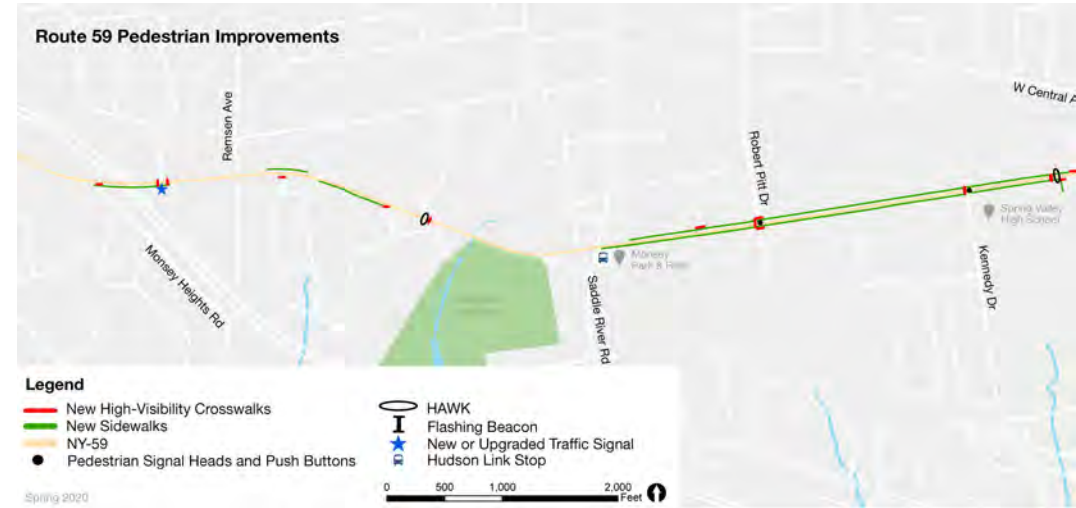 Route 59 Pedestrian Improvements
Remsen Ave
W Central A
Robert Pitt Dr
Spring Valley
High School
Monsey
Park & Ride
Monsey Heights Rd
Saddle River Rd
Kennedy Dr
Legend
New High-Visibility Crosswalks
New Sidewalks
NY-59
Pedestrian Signal Heads and Push Buttons
HAWK
Flashing Beacon
New or Upgraded Traffic Signal
Hudson Link Stop
Spring 2020
0 500 1,000 2,000
Feet